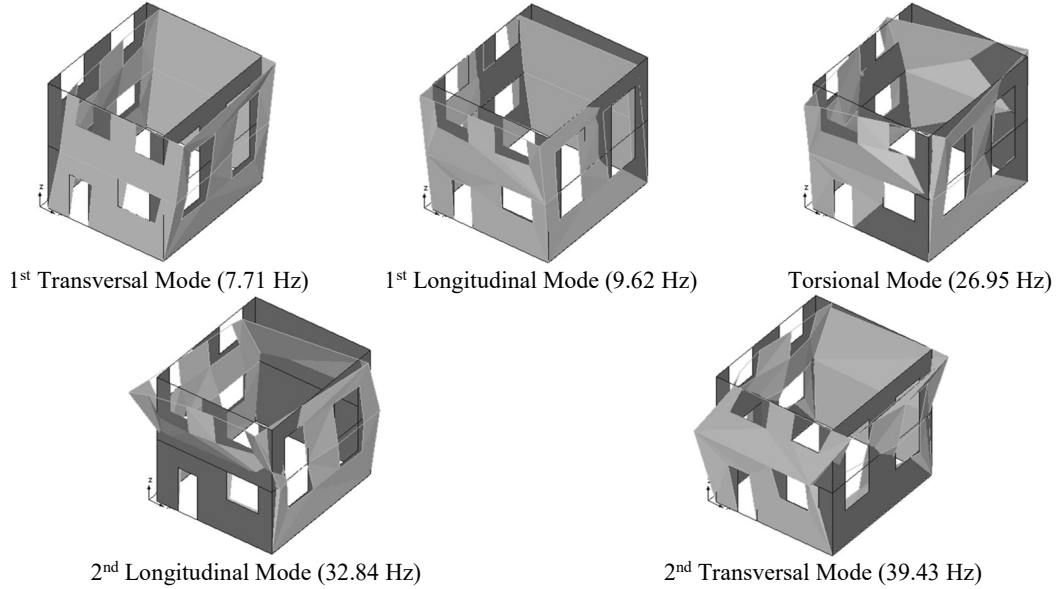 z
z
z
1st Transversal Mode (7.71 Hz)
1st Longitudinal Mode (9.62 Hz)
Torsional Mode (26.95 Hz)
z
z
2nd Longitudinal Mode (32.84 Hz)
2nd Transversal Mode (39.43 Hz)